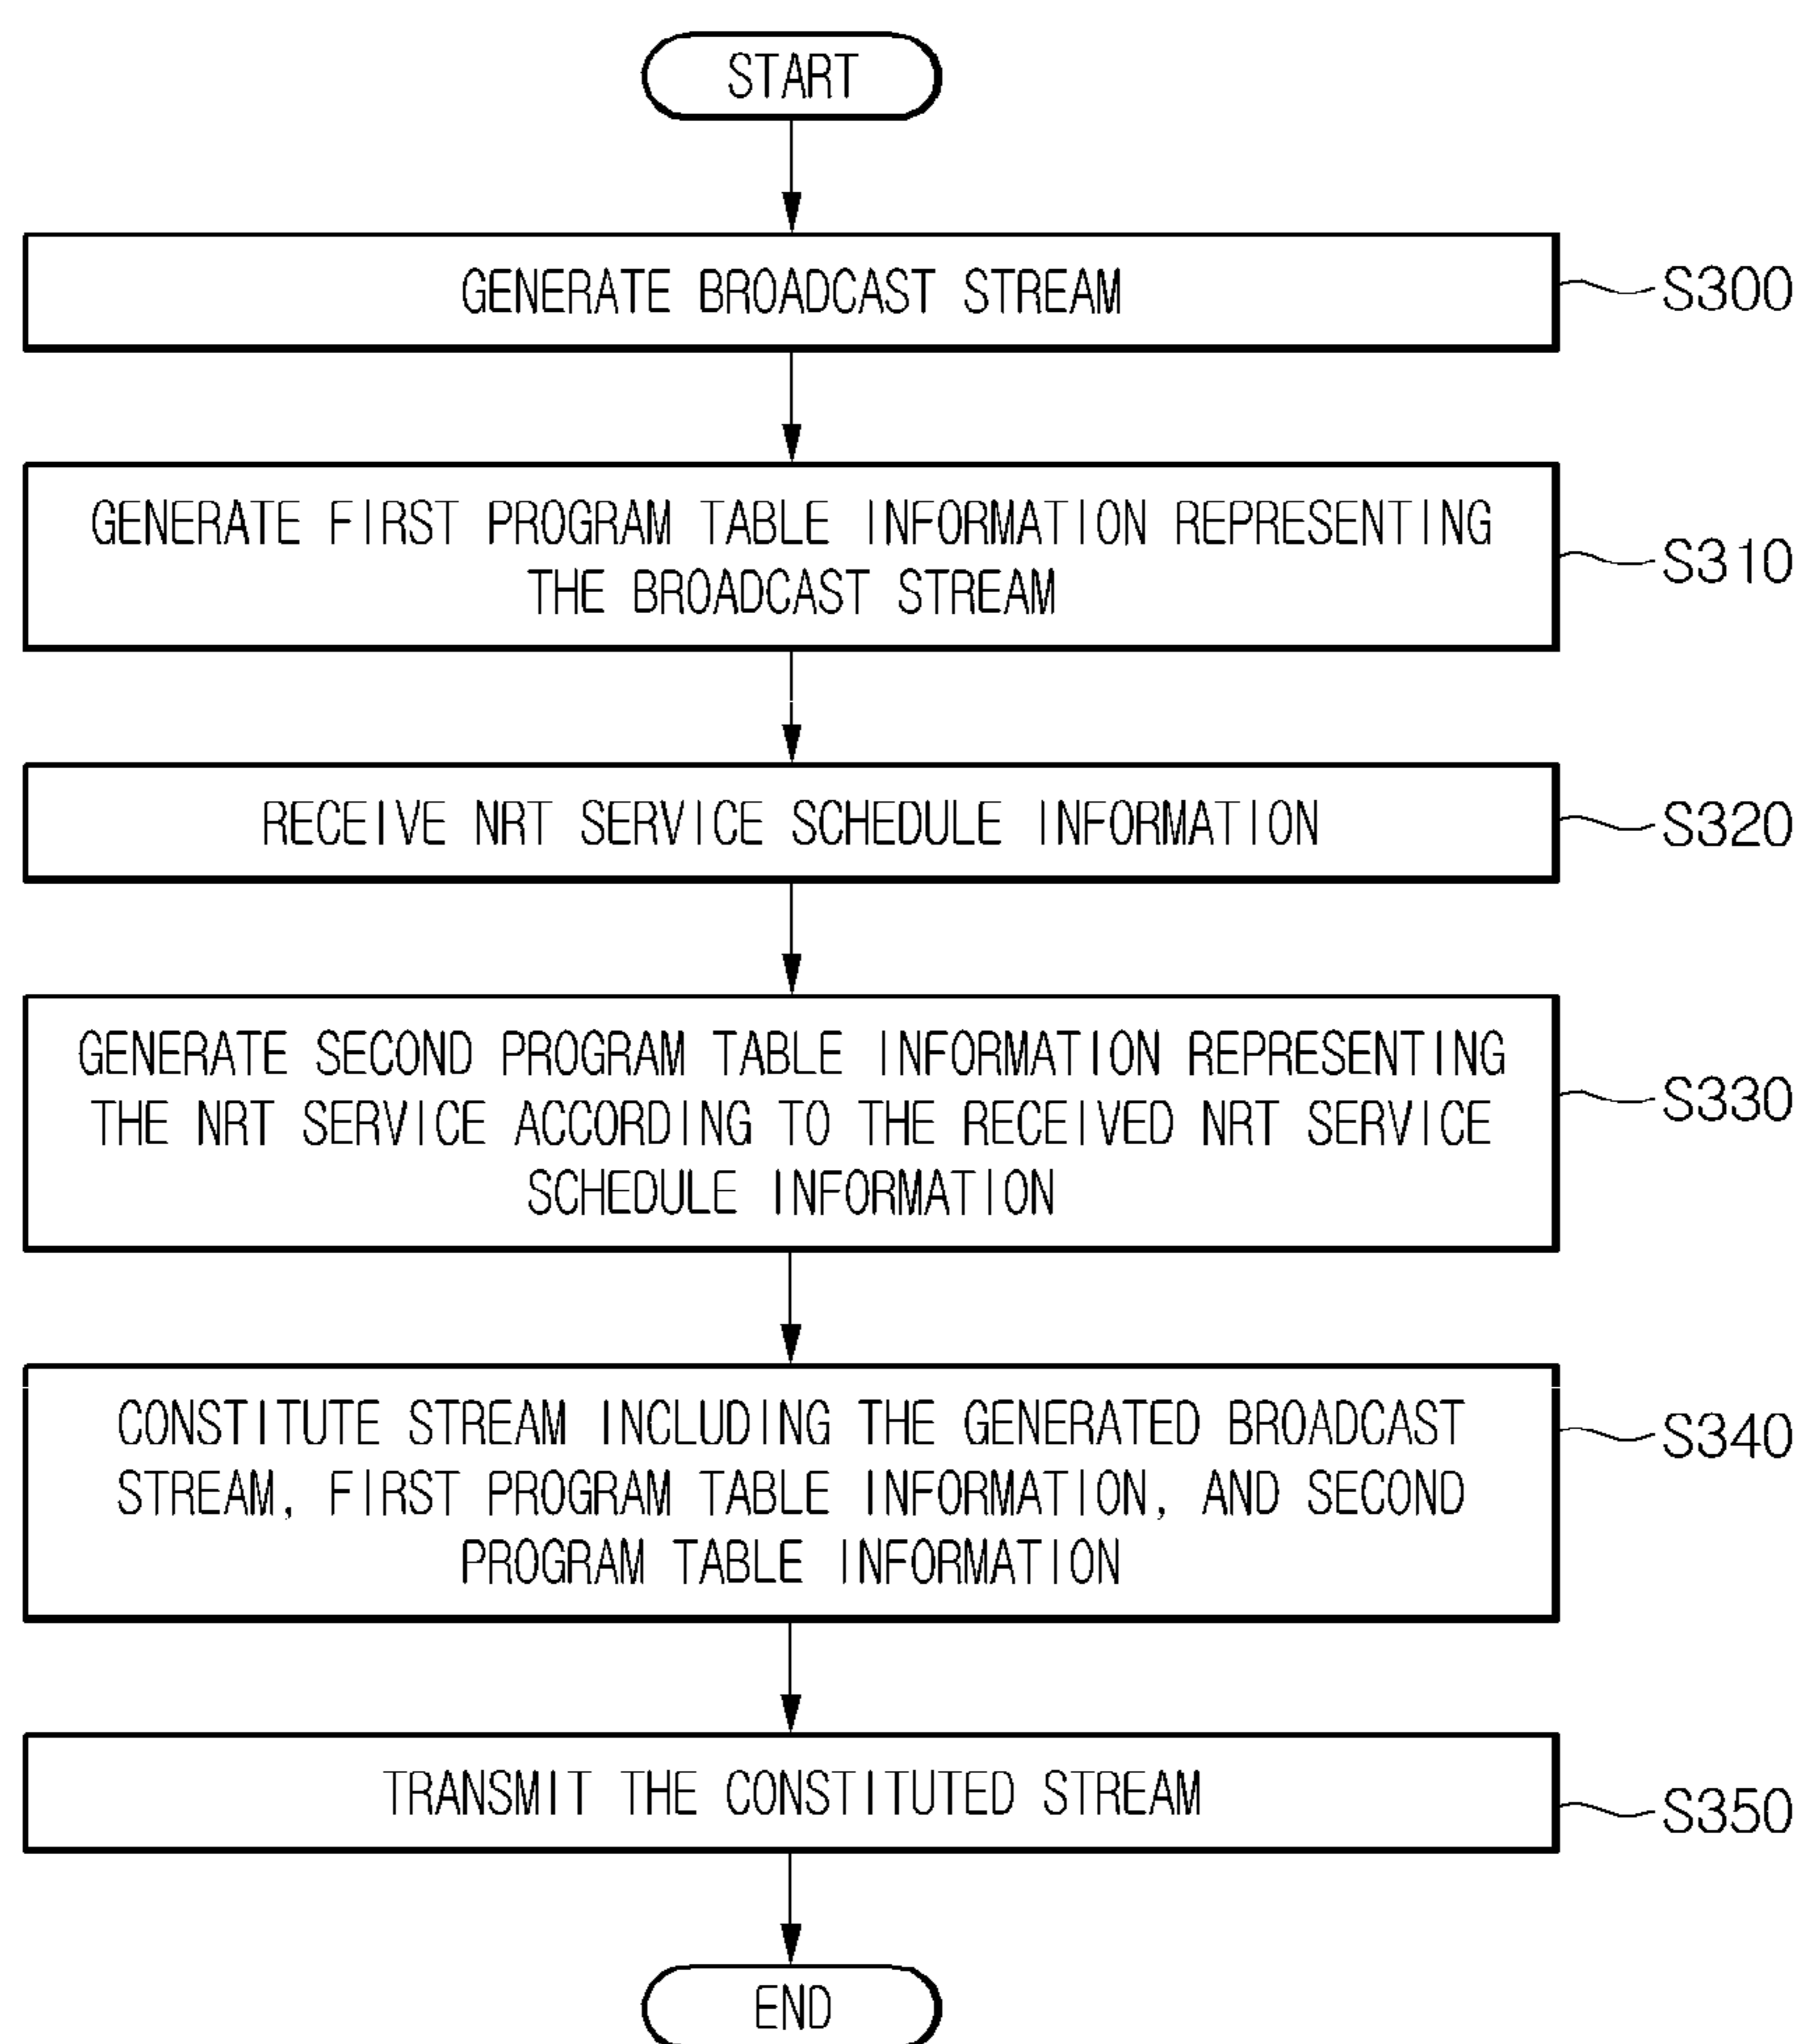 START
GENERATE BROADCAST STREAM
S300
GENERATE FIRST PROGRAM TABLE INFORMATION REPRESENTING
THE BROADCAST STREAM
S310
RECEIVE NRT SERVICE SCHEDULE INFORMATION
S320
GENERATE SECOND PROGRAM TABLE INFORMATION REPRESENTING
THE NRT SERVICE ACCORDING TO THE RECEIVED NRT SERVICE
SCHEDULE INFORMATION
S330
CONSTITUTE STREAM INCLUDING THE GENERATED BROADCAST
STREAM, FIRST PROGRAM TABLE INFORMATION, AND SECOND
PROGRAM TABLE INFORMATION
S340
TRANSMIT THE CONSTITUTED STREAM
S350
END